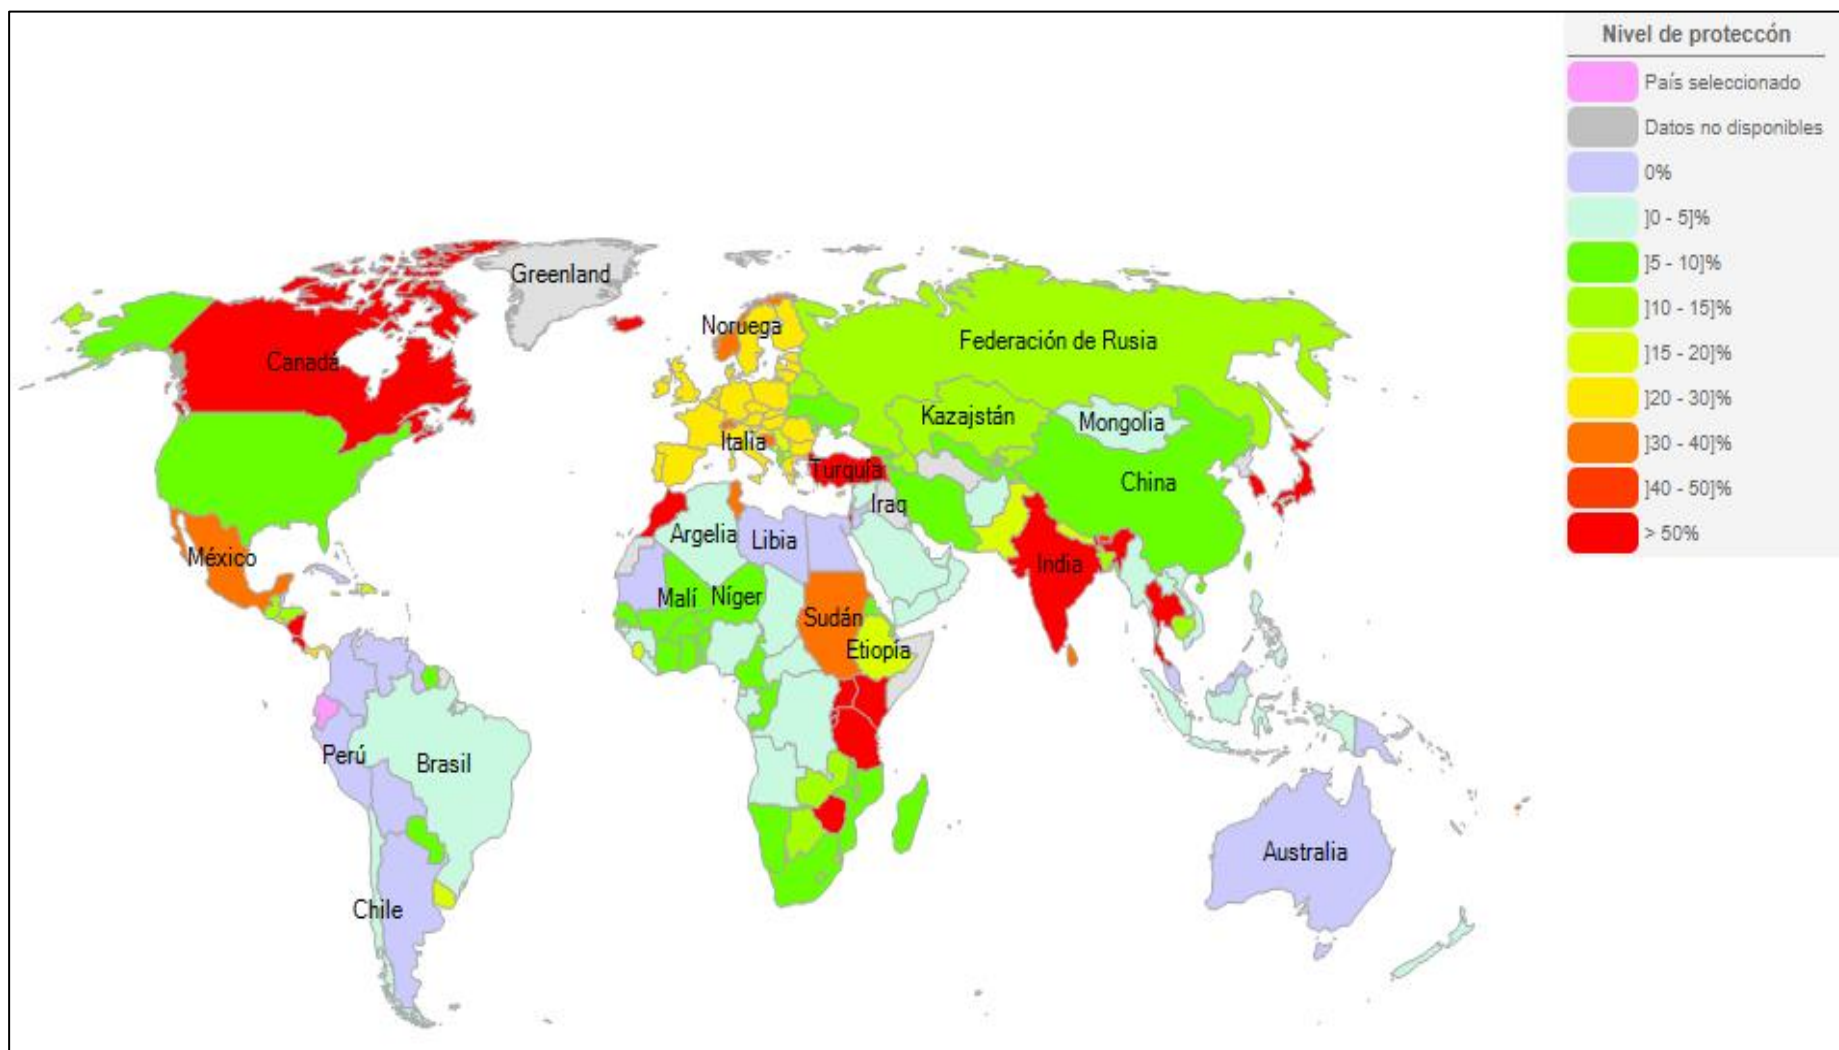 Nivel de proteccón
País seleccionado
Datos no disponibles
0%
]0 - 5]%
]5 - 10]%
]10 - 15]%
]15 - 20]%
]20 - 30]%
]30 - 40]%
]40 - 50]%
> 50%
Greenland
Noruega
Federación de Rusia
Canadá
Kazajstán
Mongolia
Italia
Turquía
China
Iraq
Argelia
Libia
México
India
Malí
Níger
Sudán
Etiopía
Perú
Brasil
Australia
Chile